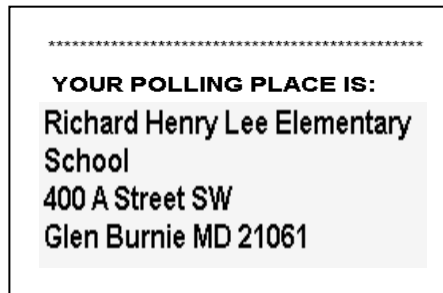 ************************************************
YOUR POLLING PLACE IS:
Richard Henry Lee Elementary
School
400 A Street SW
Glen Burnie MD 21061